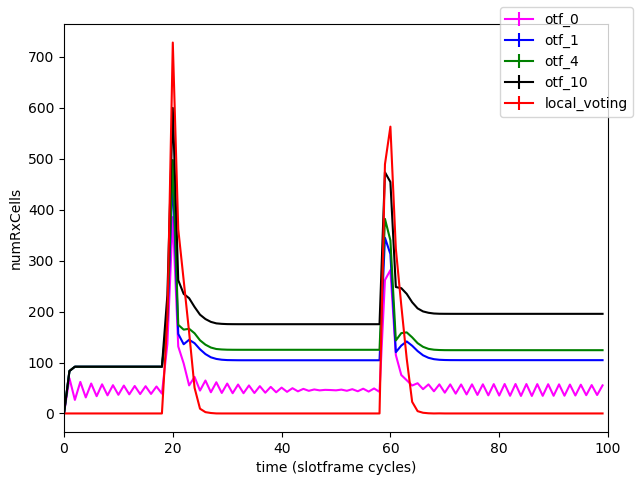 otf_0
otf_1
otf_4
otf_10
local_voting
numRxCells
700
600
500
400
300
200
100
0
0 20 40 60 80 100
time (slotframe cycles)